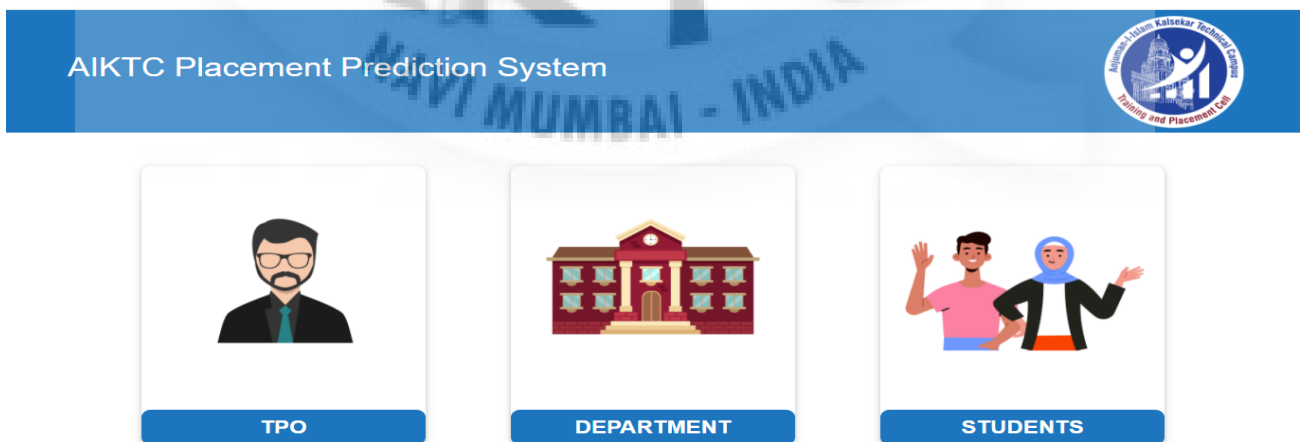 AIKTC Placement Prediction System
NAVI MUMBAI - INDIA
Anjuman-I-Islam Kalsekar Technical Campus
Training and Placement Cell
TPO
DEPARTMENT
STUDENTS